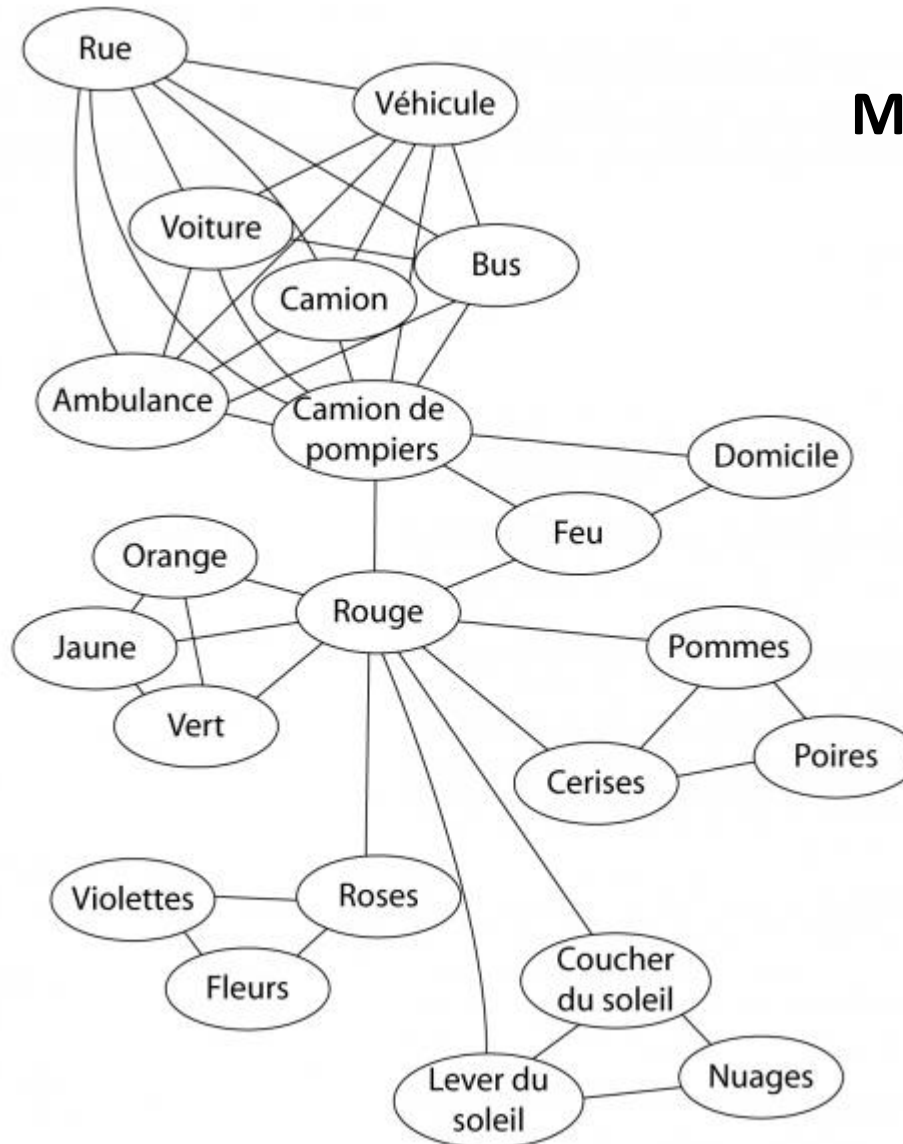 Rue
Véhicule
M
Voiture
Bus
Camion
Ambulance
Camion de
pompiers
Domicile
Feu
Orange
Rouge
Jaune
Pommes
Vert
Poires
Cerises
Violettes
Roses
Fleurs
Coucher
du soleil
Nuages
Lever du
soleil